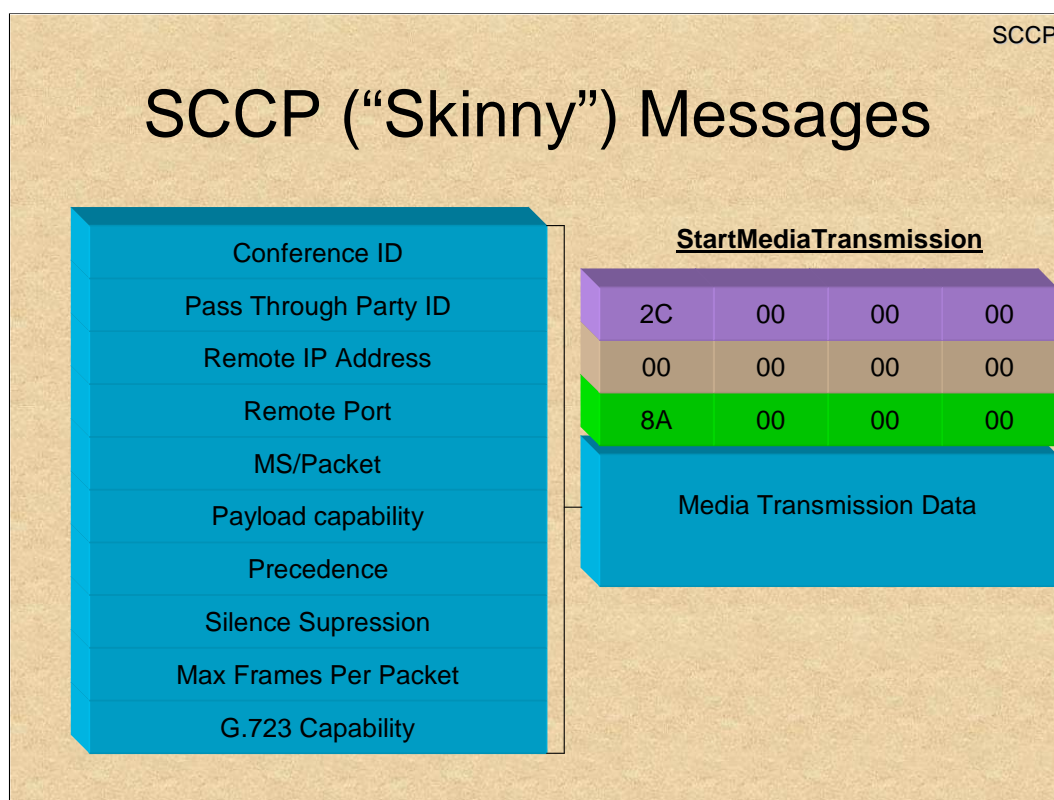 SCCP
SCCP (“Skinny”) Messages
Conference ID
Pass Through Party ID
Remote IP Address
Remote Port
MS/Packet
Payload capability
Precedence
Silence Supression
Max Frames Per Packet
G.723 Capability
StartMediaTransmission
2C 00 00 00
00 00 00 00
8A 00 00 00
Media Transmission Data